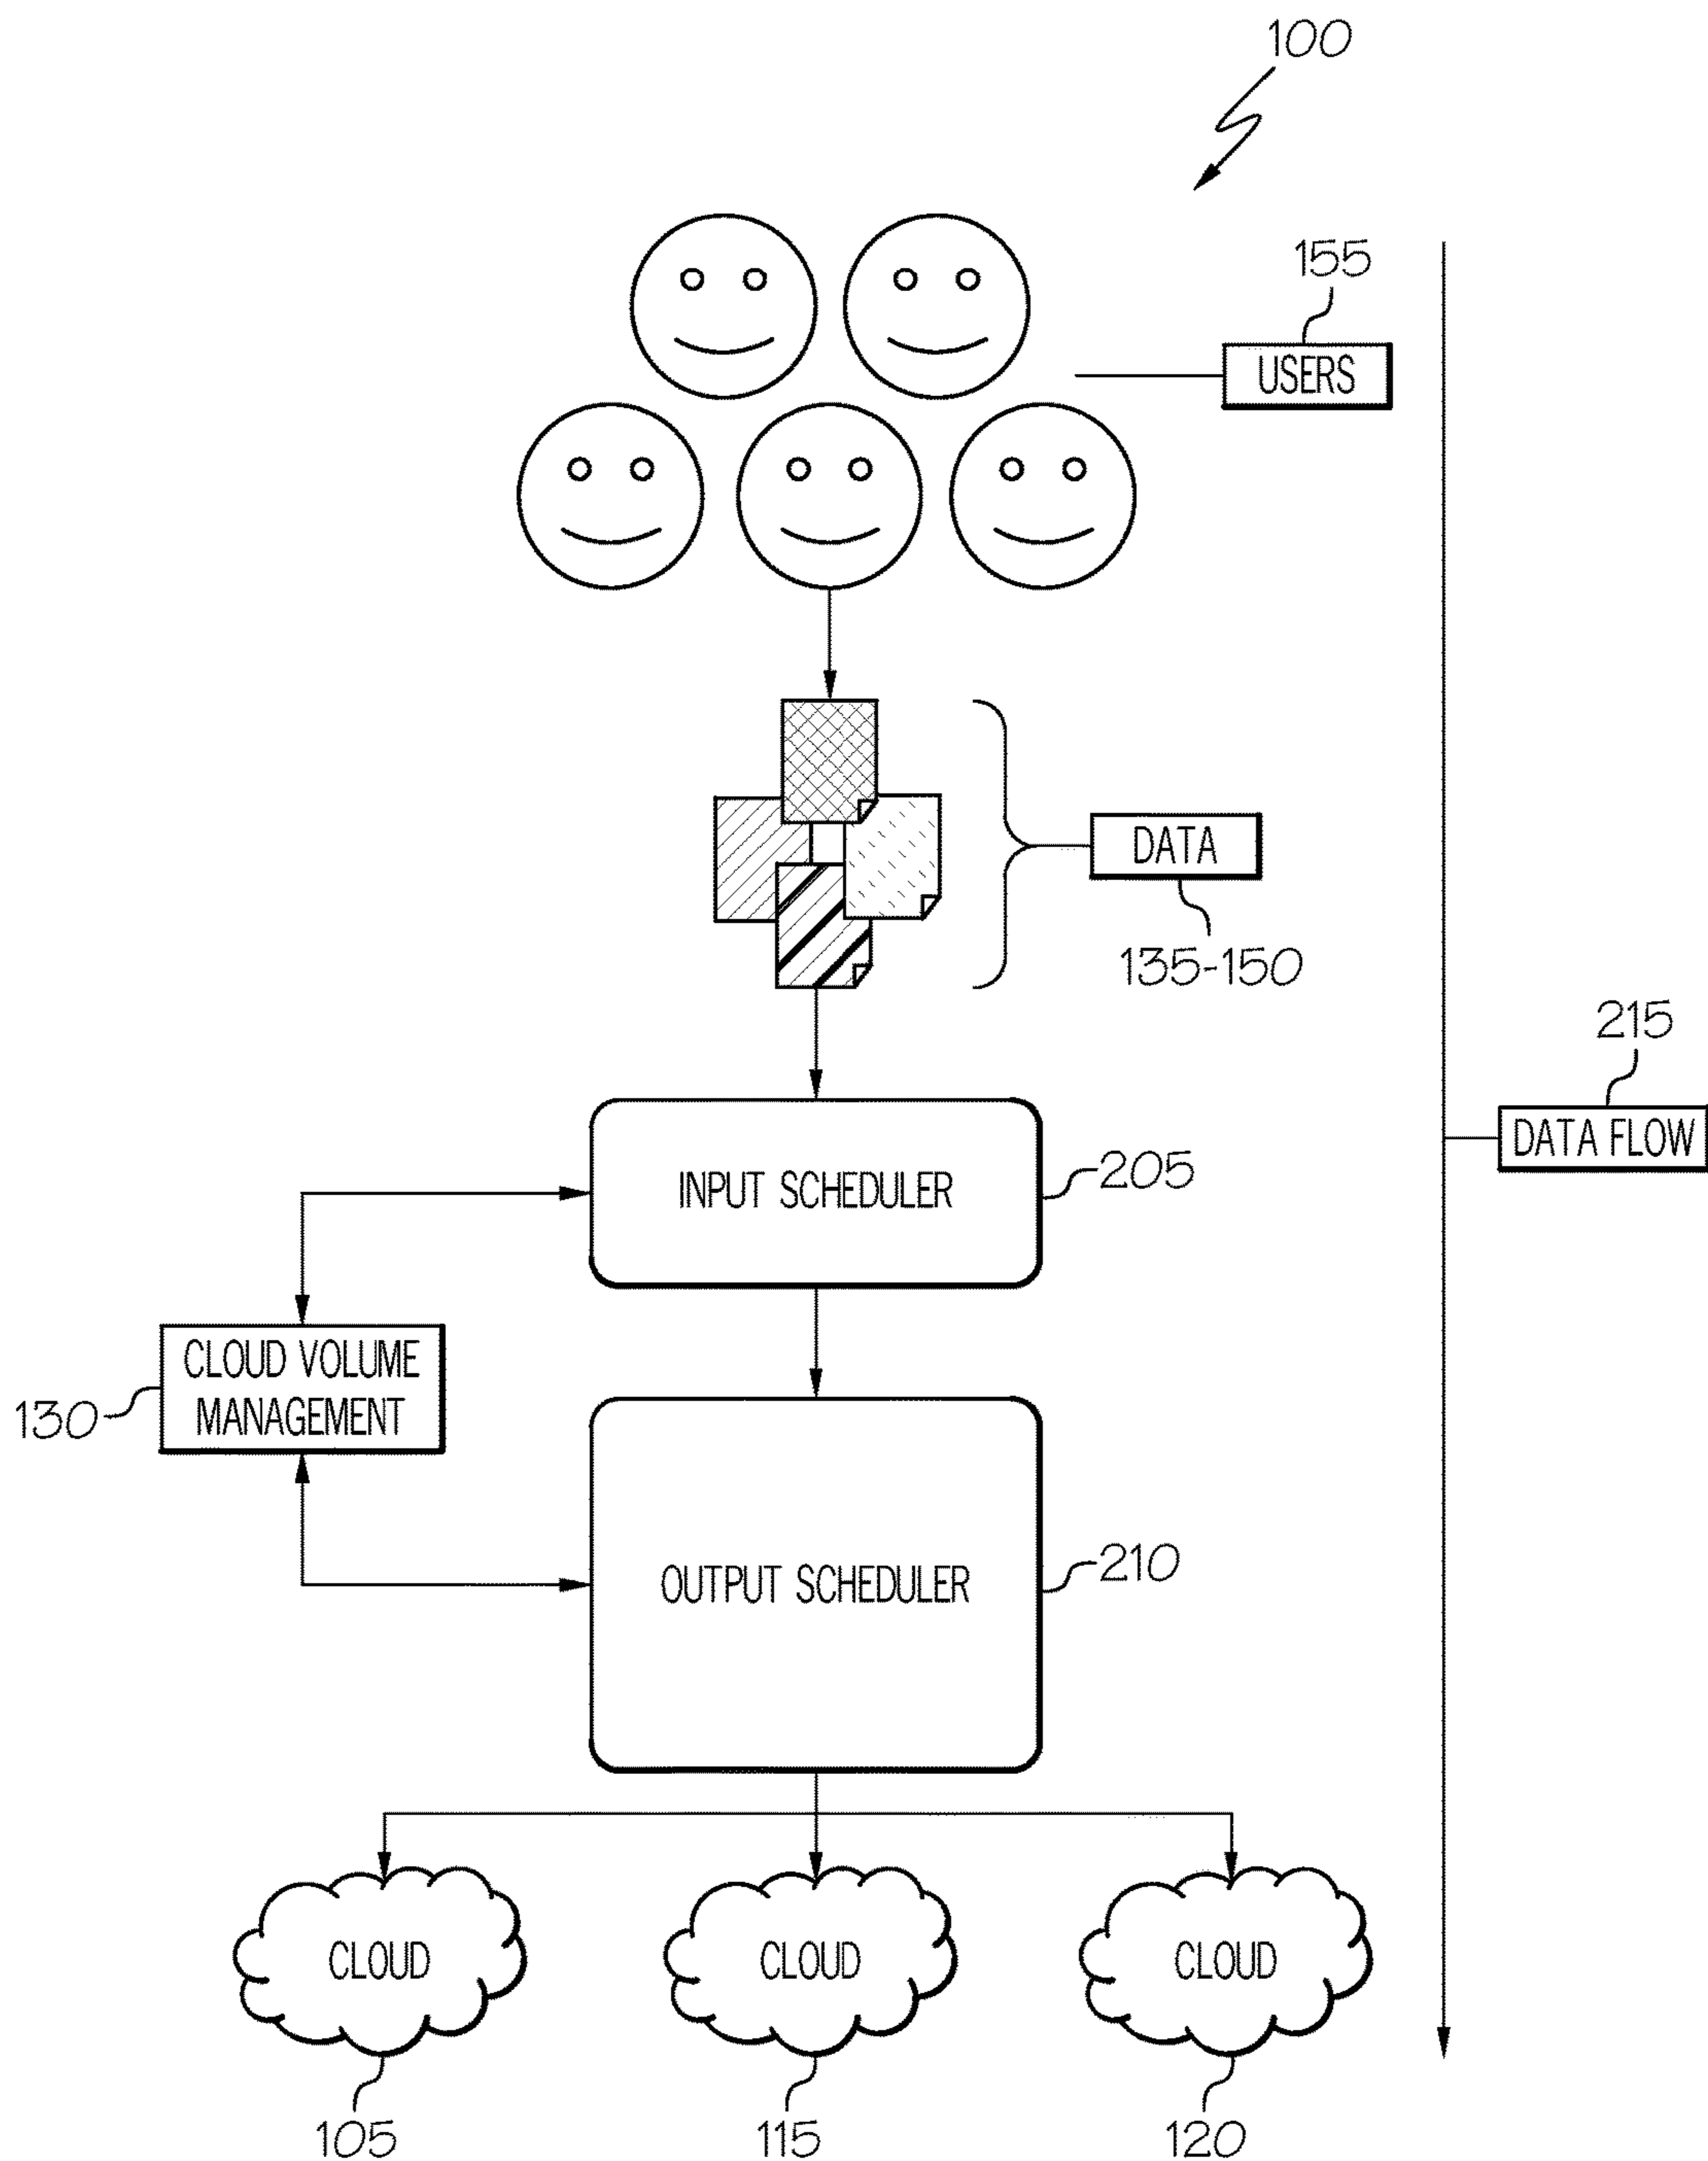 100
155
USERS
DATA
135-150
215
DATA FLOW
INPUT SCHEDULER
205
CLOUD VOLUME
MANAGEMENT
130
OUTPUT SCHEDULER
210
CLOUD
CLOUD
CLOUD
105
115
120